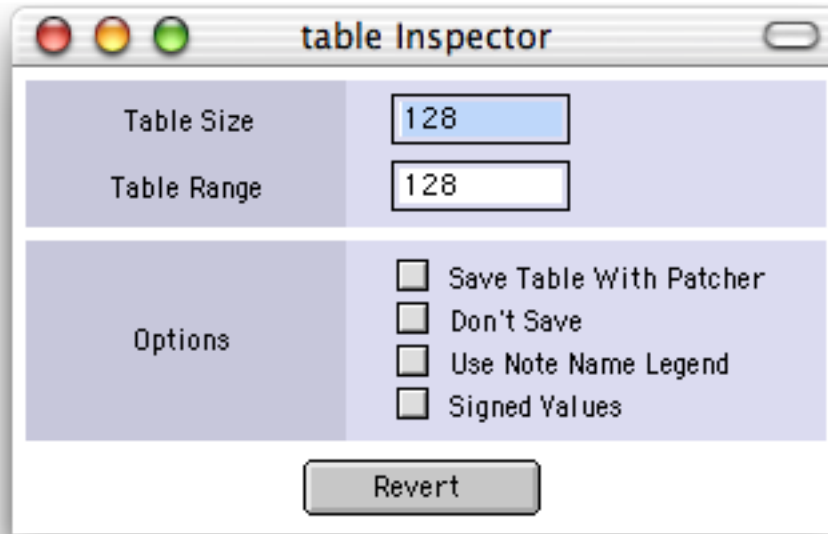 table Inspector
Table Size
128
Table Range
128
Options
Save Table With Patcher
Don't Save
Use Note Name Legend
Signed Values
Revert